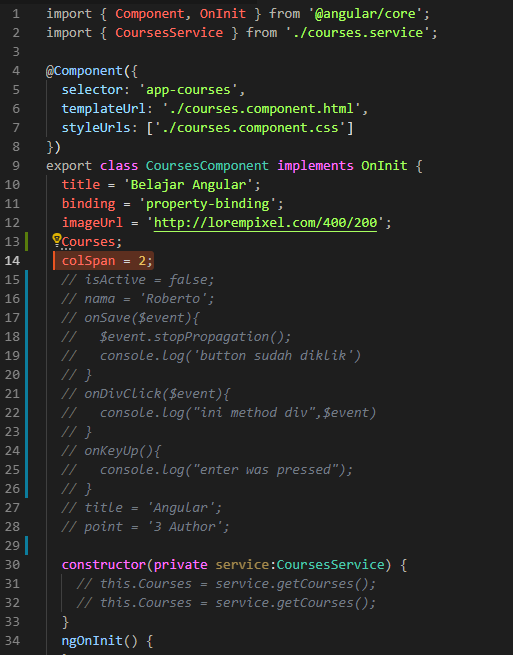 1 import { Component, OnInit } from '@angular/core';
2 import { CoursesService } from './courses.service';
3
4 @Component({
5 selector: 'app-courses',
6 templateUrl: './courses.component.html',
7 styleUrls: ['./courses.component.css']
8 })
9 export class CoursesComponent implements OnInit {
10 title = 'Belajar Angular';
11 binding = 'property-binding';
12 imageUrl = 'http://lorempixel.com/400/200';
13 Courses;
14 colSpan = 2;
15 // isActive = false;
16 // nama = 'Roberto';
17 // onSave($event){
18 //   $event.stopPropagation();
19 //   console.log('button sudah diklik')
20 // }
21 // onDivClick($event){
22 //   console.log("ini method div",$event)
23 // }
24 // onKeyUp(){
25 //   console.log("enter was pressed");
26 // }
27 // title = 'Angular';
28 // point = '3 Author';
29
30 constructor(private service:CoursesService) {
31 // this.Courses = service.getCourses();
32 // this.Courses = service.getCourses();
33 }
34 ngOnInit() {